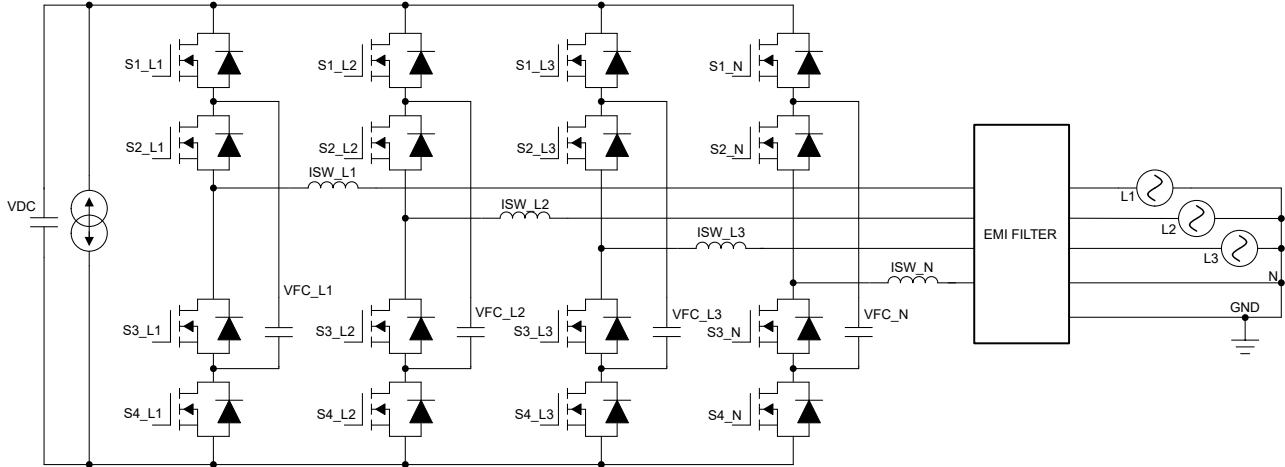 S1_L1
S1_L2
S1_L3
S1_N
S2_L1
S2_L2
S2_L3
S2_N
ISW_L1
ISW_L2
ISW_L3
ISW_N
VDC
EMI FILTER
L1
L2
L3
N
GND
VFC_L1
VFC_L2
VFC_L3
VFC_N
S3_L1
S3_L2
S3_L3
S3_N
S4_L1
S4_L2
S4_L3
S4_N